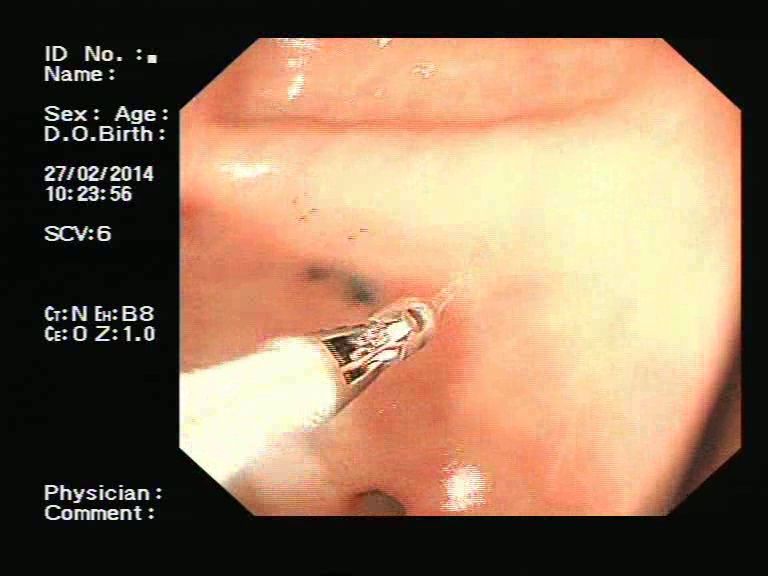 ID No. :
Name:
Sex: Age:
D.O.Birth:
27/02/2014
10:23:56
SCV:6
CT:N EH:B8
CE:0 Z:1.0
Physician:
Comment: